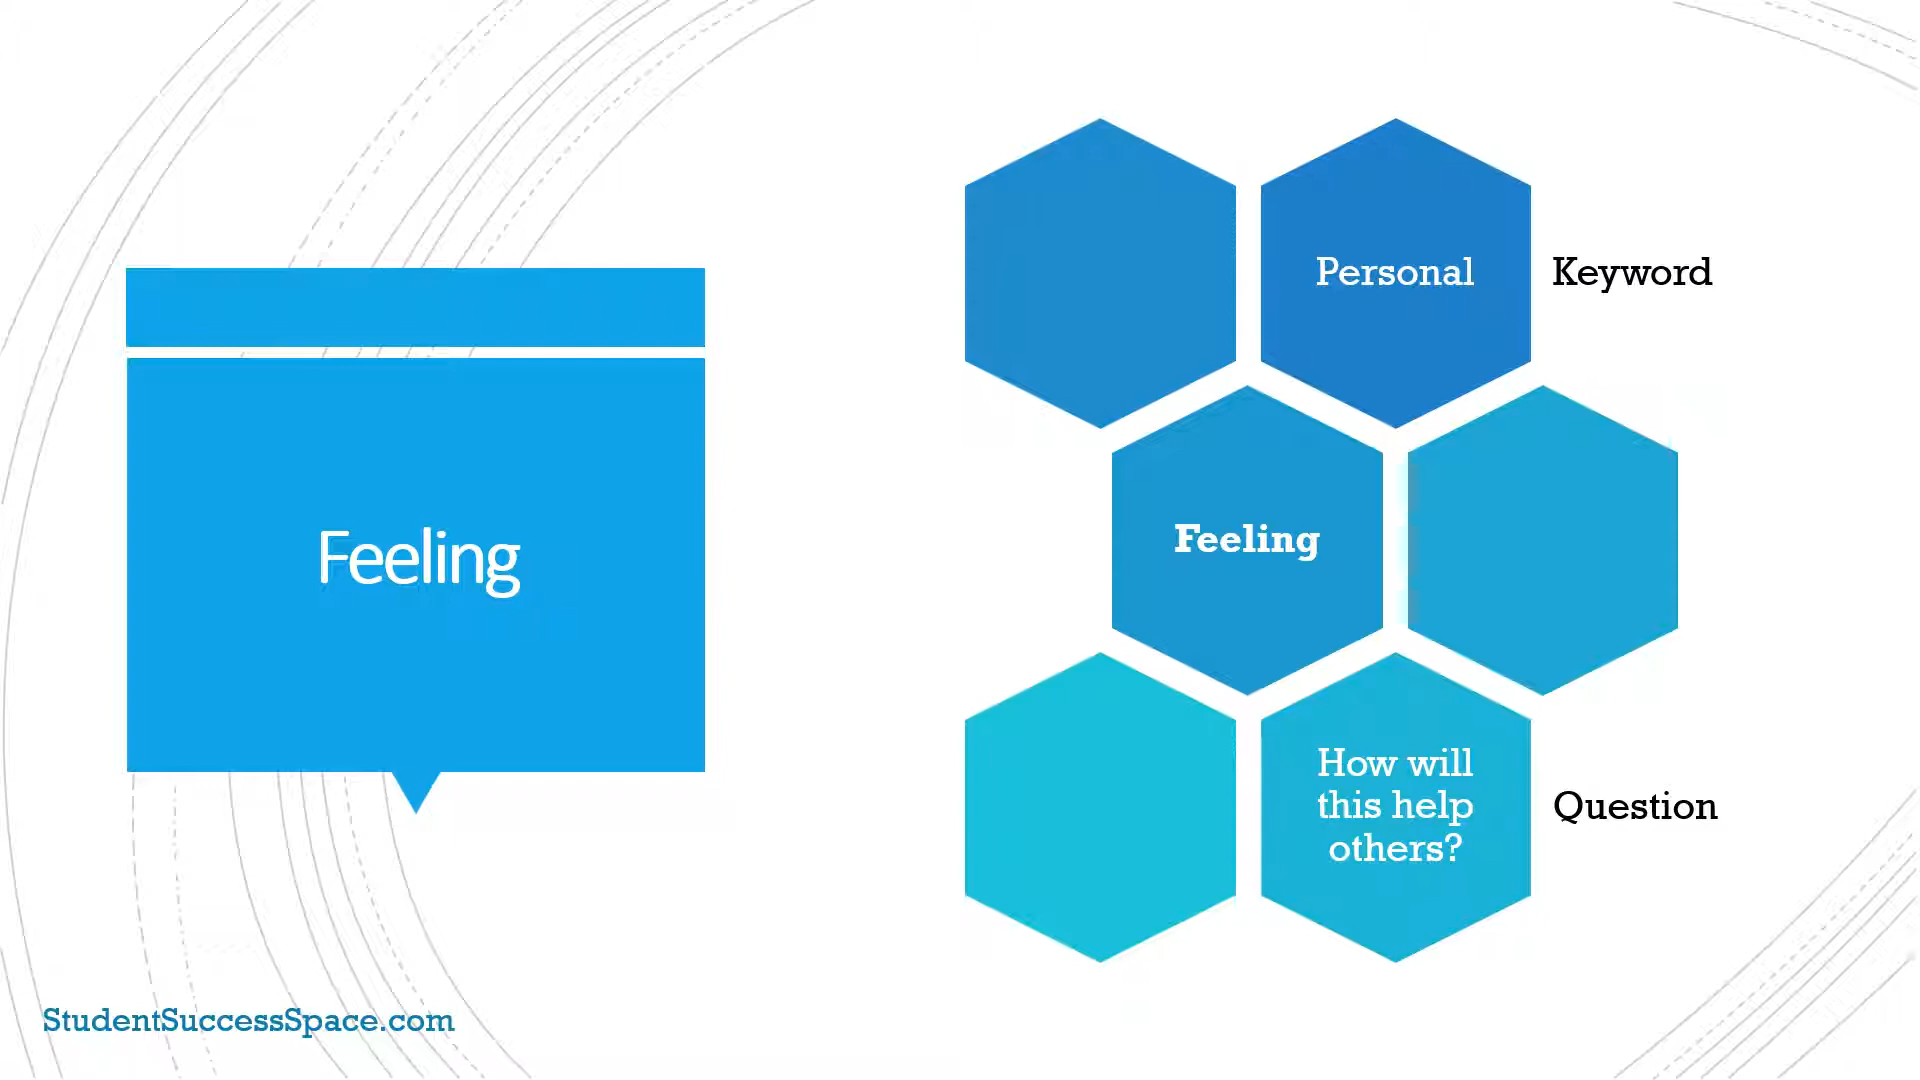 Feeling
Personal
Keyword
Feeling
How will
this help
others?
Question
StudentSuccessSpace.com